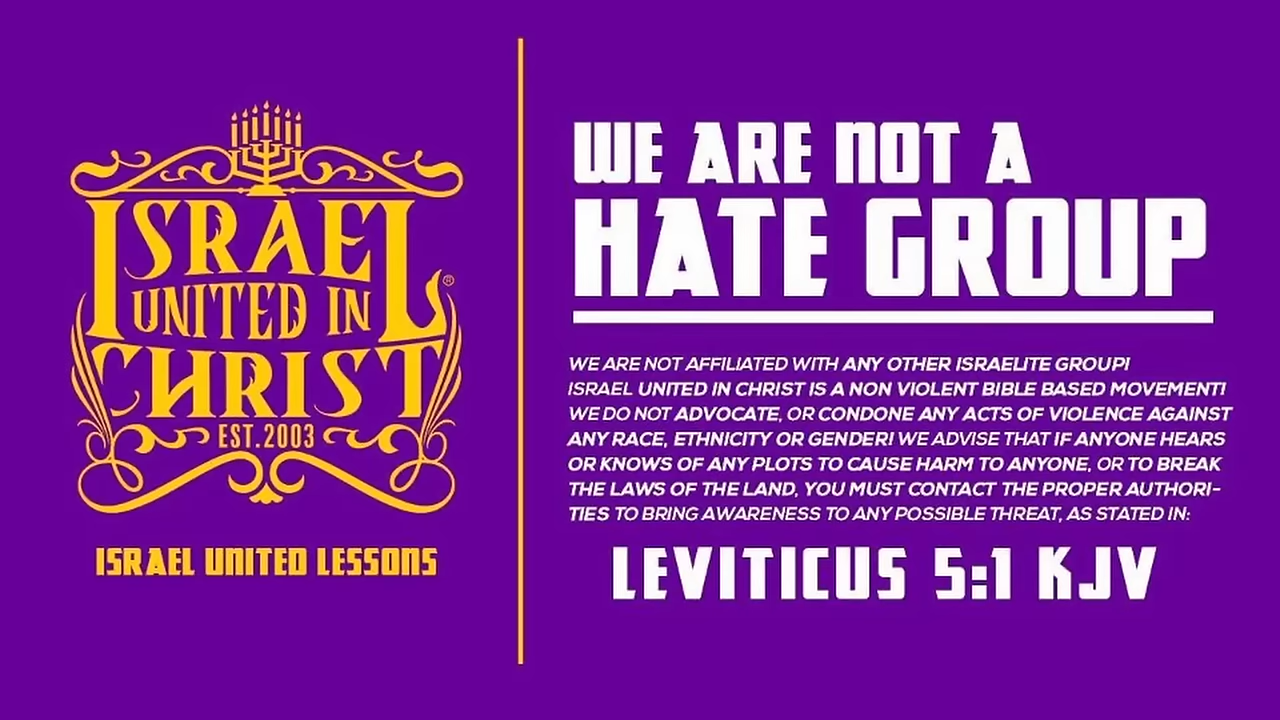 ISRAEL
UNITED IN
CHRIST
®
EST.2003
ISRAEL UNITED LESSONS
WE ARE NOT A
HATE GROUP
WE ARE NOT AFFILIATED WITH ANY OTHER ISRAELITE GROUP!
ISRAEL UNITED IN CHRIST IS A NON VIOLENT BIBLE BASED MOVEMENT!
WE DO NOT ADVOCATE, OR CONDONE ANY ACTS OF VIOLENCE AGAINST
ANY RACE, ETHNICITY OR GENDER! WE ADVISE THAT IF ANYONE HEARS
OR KNOWS OF ANY PLOTS TO CAUSE HARM TO ANYONE, OR TO BREAK
THE LAWS OF THE LAND, YOU MUST CONTACT THE PROPER AUTHORI-
TIES TO BRING AWARENESS TO ANY POSSIBLE THREAT, AS STATED IN:
LEVITICUS 5:1 KJV